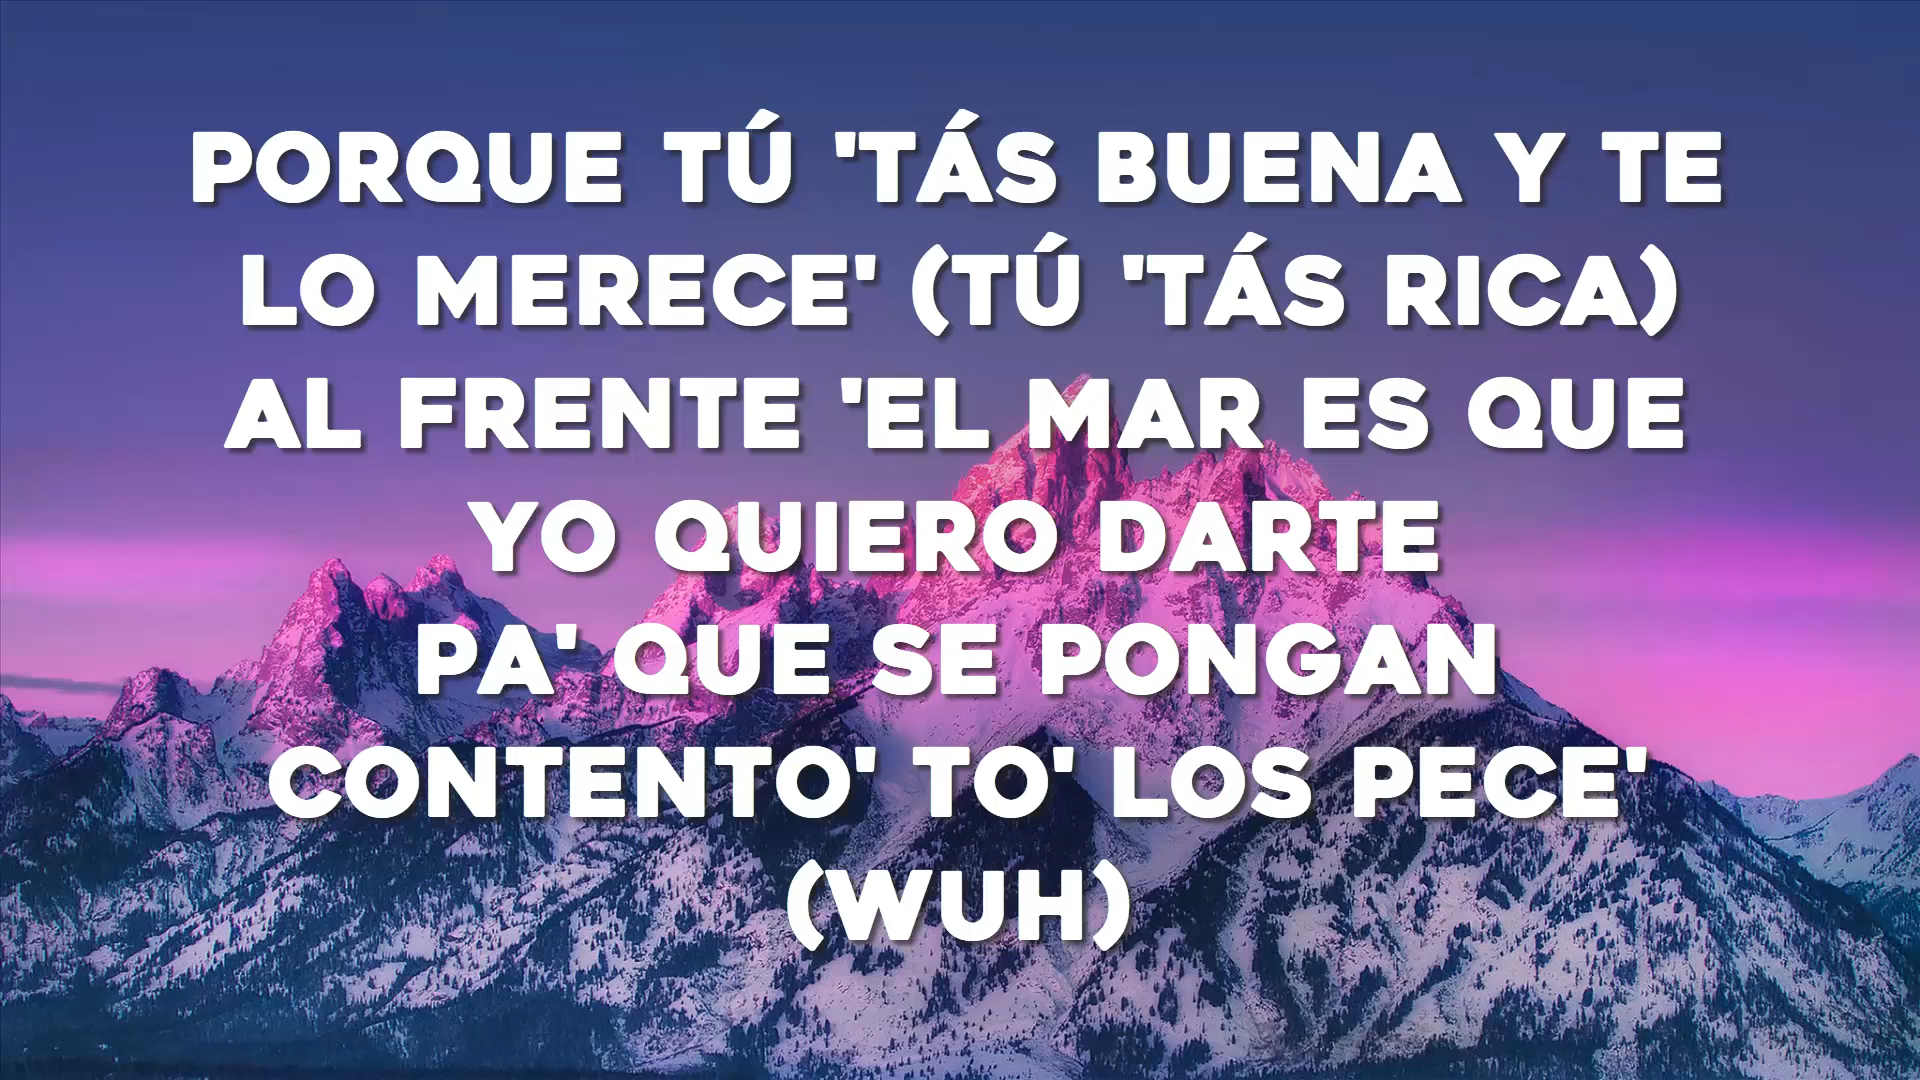 PORQUE TÚ 'TÁS BUENA Y TE
LO MERECE' (TÚ 'TÁS RICA)
AL FRENTE 'EL MAR ES QUE
YO QUIERO DARTE
PA' QUE SE PONGAN
CONTENTO' TO' LOS PECE'
(WUH)